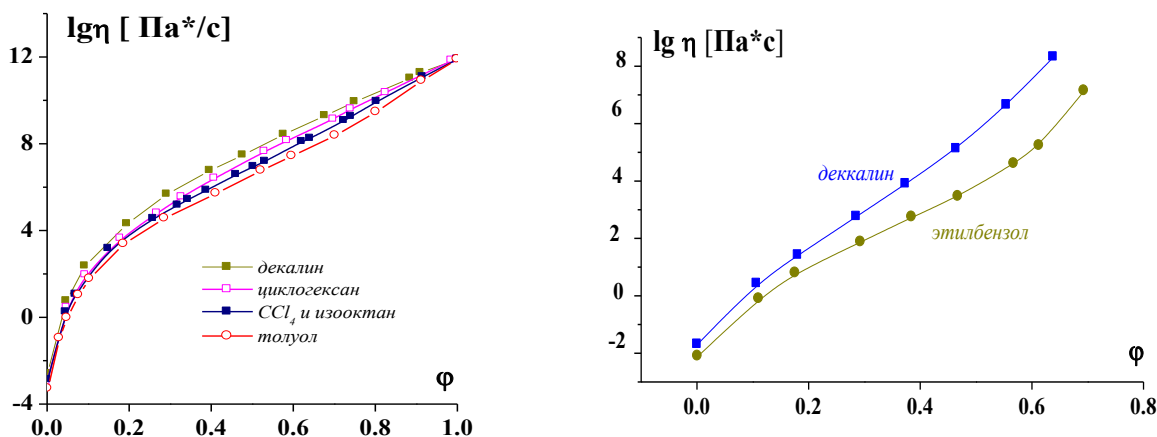 lgη [ Па*/с]
12
8
4
0
-4
декалин
циклогексан
CCl₄ и изооктан
толуол
φ
0.0 0.2 0.4 0.6 0.8 1.0
lg η [Па*с]
8
6
4
2
0
-2
деккалин
этилбензол
φ
0.0 0.2 0.4 0.6 0.8